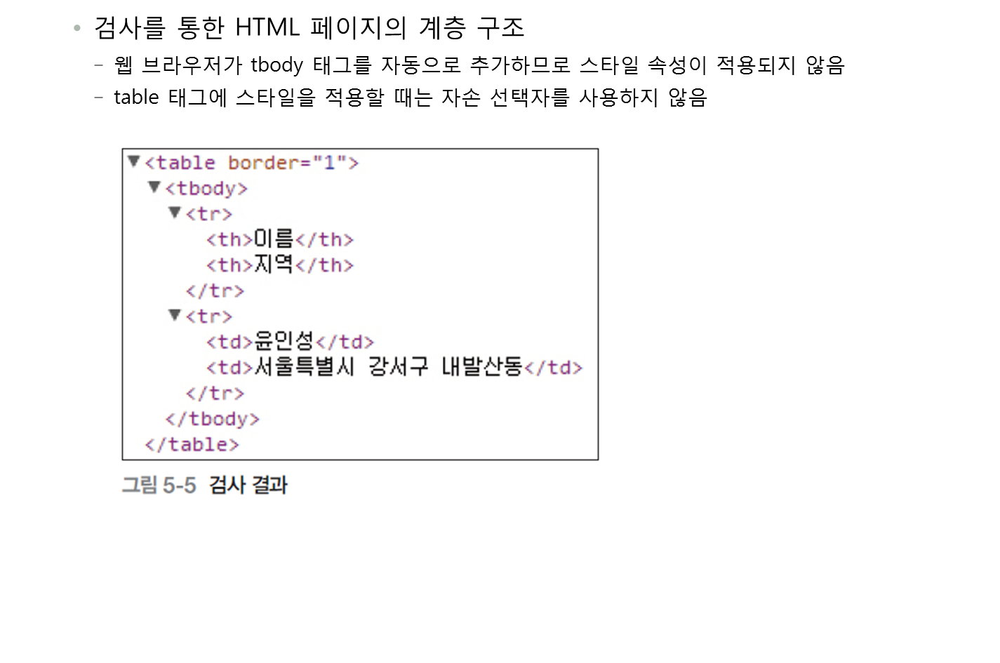 • 검사를 통한 HTML 페이지의 계층 구조
– 웹 브라우저가 tbody 태그를 자동으로 추가하므로 스타일 속성이 적용되지 않음
– table 태그에 스타일을 적용할 때는 자손 선택자를 사용하지 않음
▼<table border="1">
▼<tbody>
▼<tr>
<th>이름</th>
<th>지역</th>
</tr>
▼<tr>
<td>윤인성</td>
<td>서울특별시 강서구 내발산동</td>
</tr>
</tbody>
</table>
그림 5-5 검사 결과